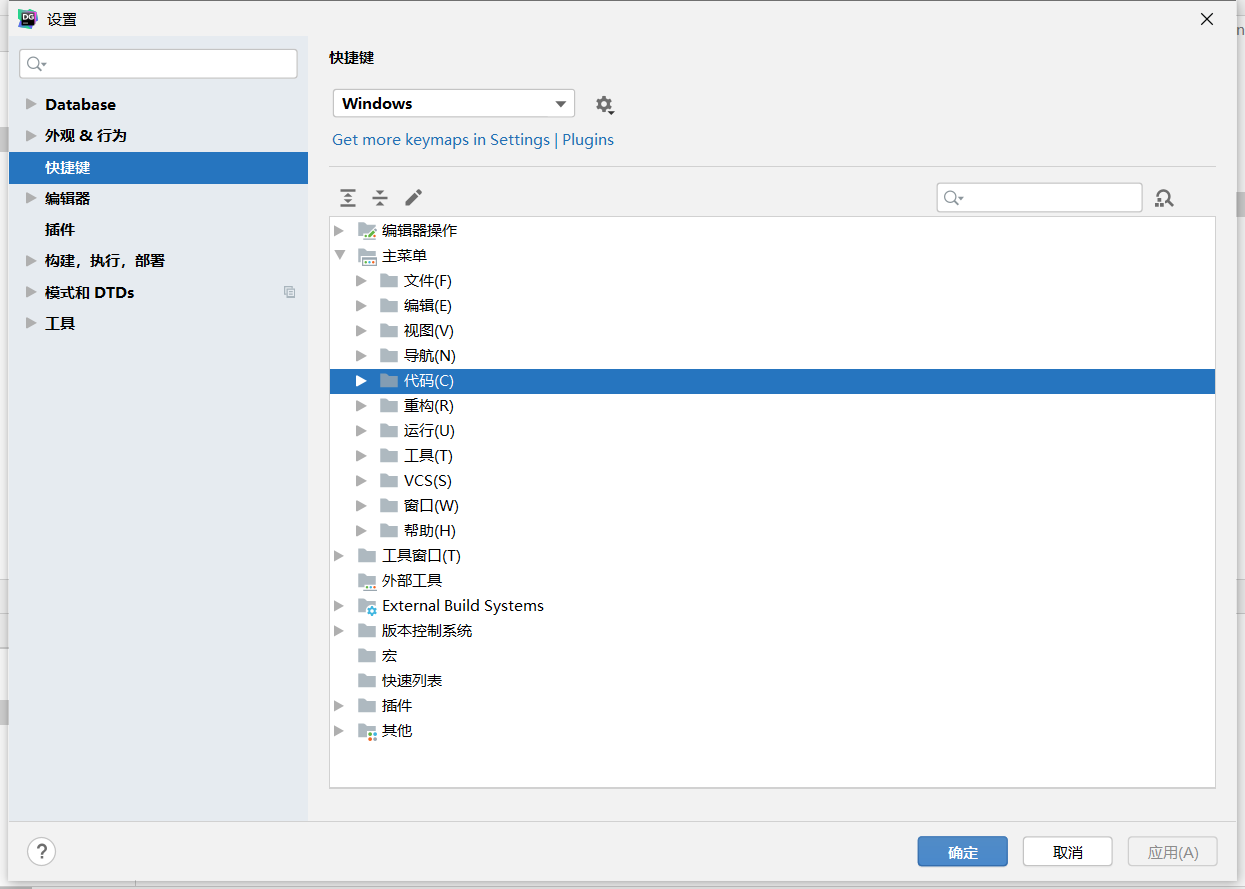 DG 设置
Database
外观 & 行为
快捷键
编辑器
插件
构建，执行，部署
模式和 DTDs
工具
快捷键
Windows
Get more keymaps in Settings | Plugins
编辑器操作
主菜单
文件(F)
编辑(E)
视图(V)
导航(N)
代码(C)
重构(R)
运行(U)
工具(T)
VCS(S)
窗口(W)
帮助(H)
工具窗口(T)
外部工具
External Build Systems
版本控制系统
宏
快速列表
插件
其他
?
确定
取消
应用(A)